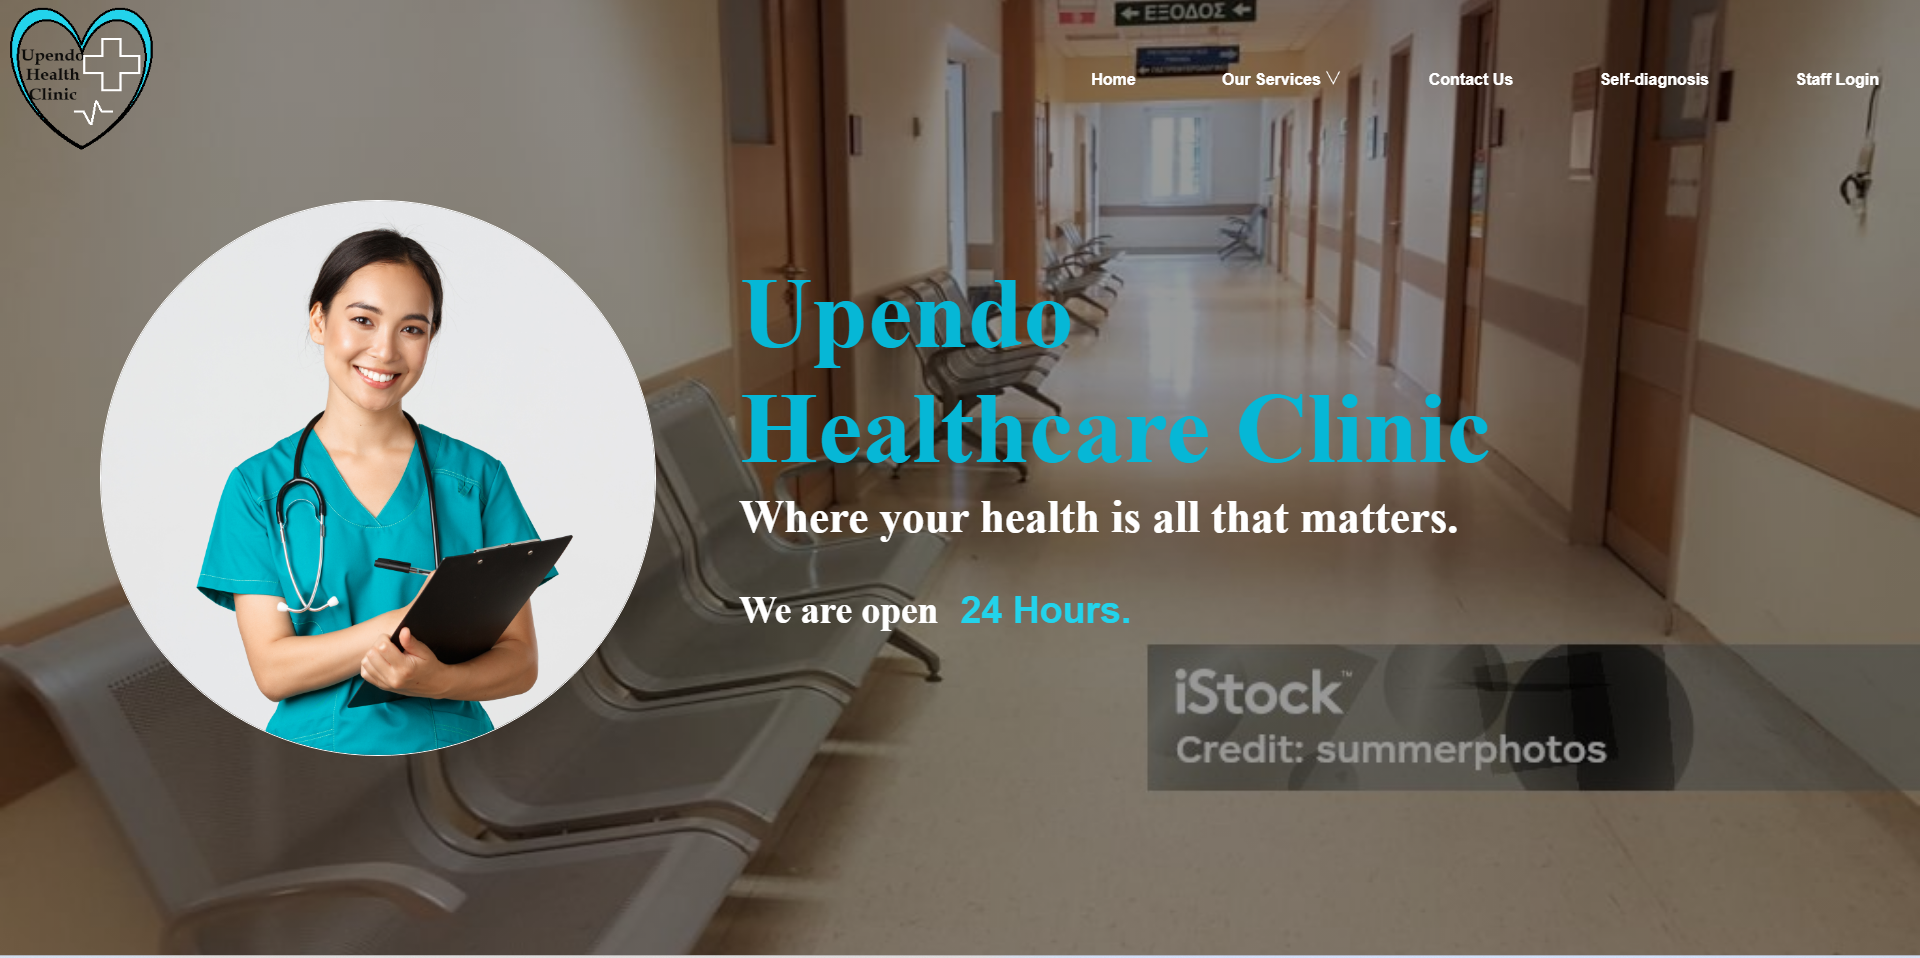 Upendo
Health
Clinic
ΕΞΟΔΟΣ
Home
Our Services
Contact Us
Self-diagnosis
Staff Login
Upendo
Healthcare Clinic
Where your health is all that matters.
We are open 24 Hours.
iStock™
Credit: summerphotos